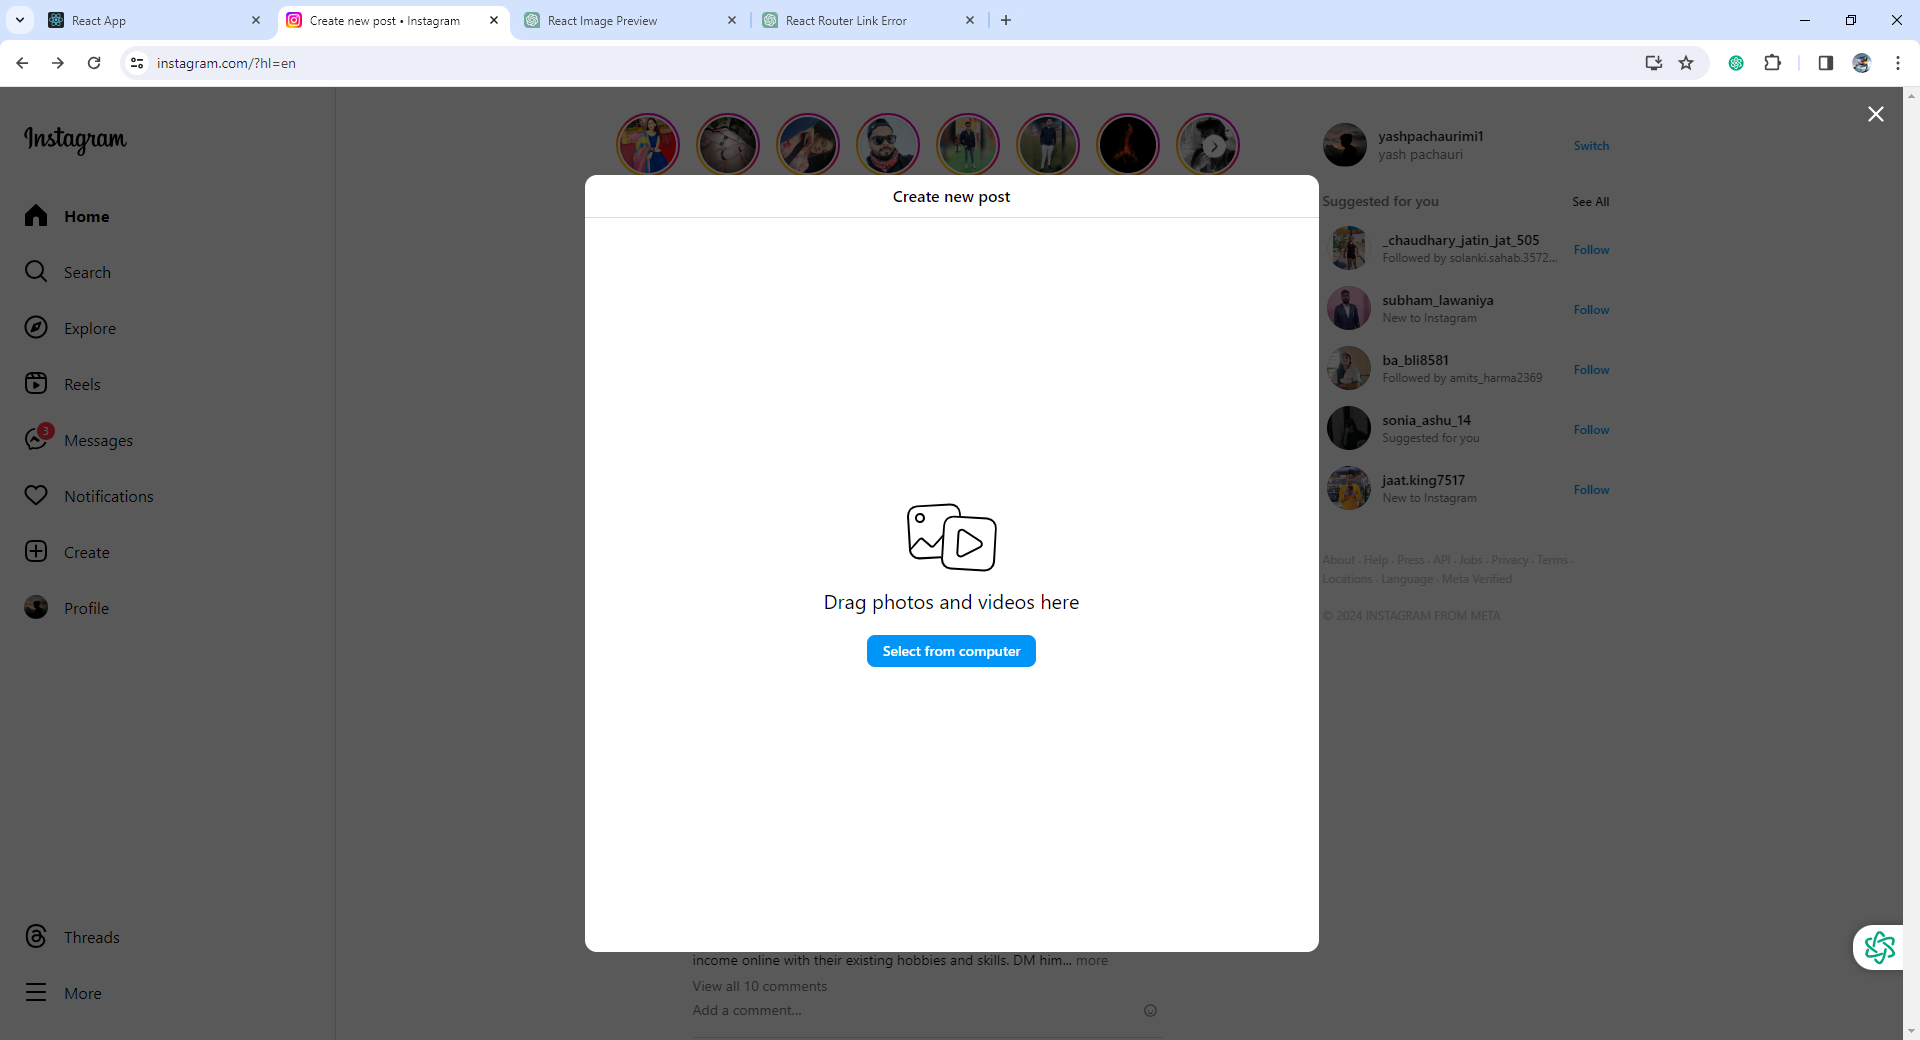 React App
Create new post • Instagram
React Image Preview
React Router Link Error
instagram.com/?hl=en
Instagram
Home
Search
Explore
Reels
3
Messages
Notifications
Create
Profile
Threads
More
Create new post
Drag photos and videos here
Select from computer
income online with their existing hobbies and skills. DM him... more
View all 10 comments
Add a comment...
yashpachaurimi1
yash pachauri
Switch
Suggested for you
See All
_chaudhary_jatin_jat_505
Followed by solanki.sahab.3572...
Follow
subham_lawaniya
New to Instagram
Follow
ba_bli8581
Followed by amits_harma2369
Follow
sonia_ashu_14
Suggested for you
Follow
jaat.king7517
New to Instagram
Follow
About · Help · Press · API · Jobs · Privacy · Terms ·
Locations · Language · Meta Verified
© 2024 INSTAGRAM FROM META